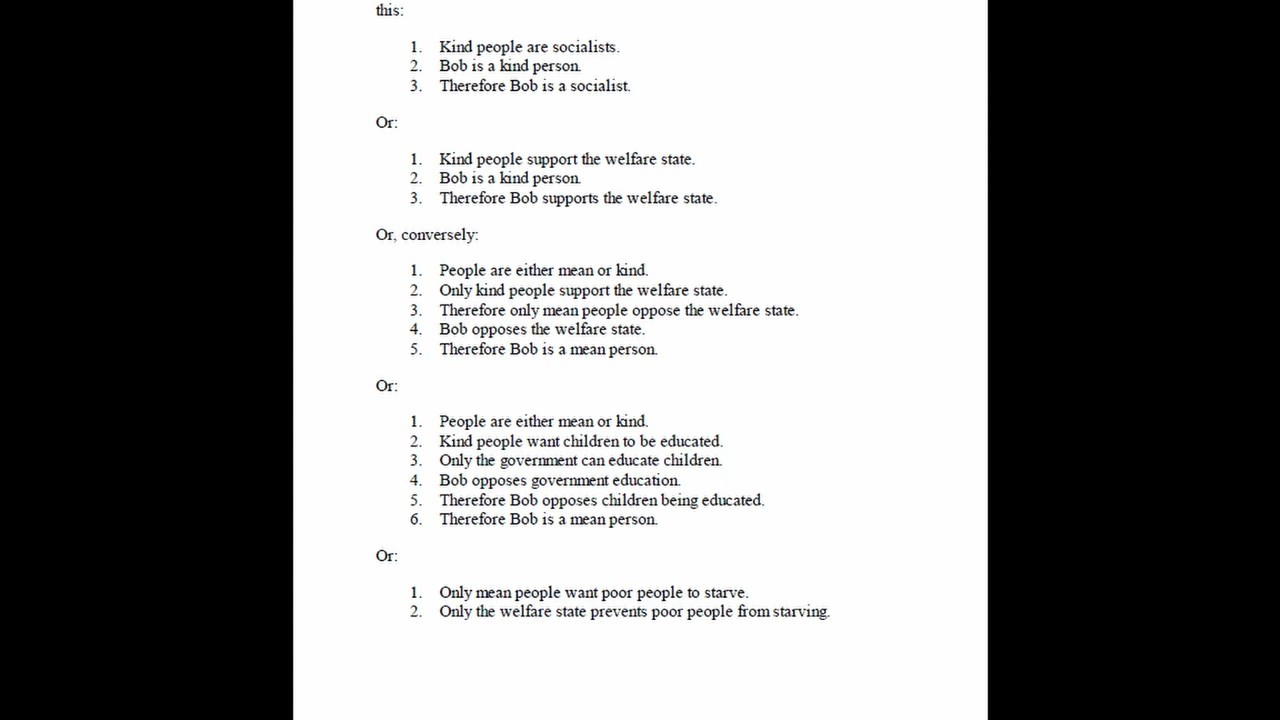 this:
1. Kind people are socialists.
2. Bob is a kind person.
3. Therefore Bob is a socialist.
Or:
1. Kind people support the welfare state.
2. Bob is a kind person.
3. Therefore Bob supports the welfare state.
Or, conversely:
1. People are either mean or kind.
2. Only kind people support the welfare state.
3. Therefore only mean people oppose the welfare state.
4. Bob opposes the welfare state.
5. Therefore Bob is a mean person.
Or:
1. People are either mean or kind.
2. Kind people want children to be educated.
3. Only the government can educate children.
4. Bob opposes government education.
5. Therefore Bob opposes children being educated.
6. Therefore Bob is a mean person.
Or:
1. Only mean people want poor people to starve.
2. Only the welfare state prevents poor people from starving.